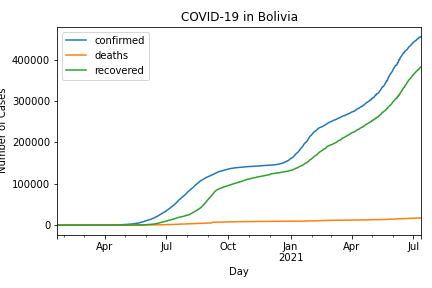 COVID-19 in Bolivia
confirmed
deaths
recovered
Number of Cases
400000
300000
200000
100000
0
Apr
Jul
Oct
Jan
2021
Apr
Jul
Day